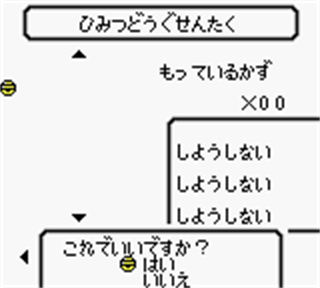 ひみつどうぐせんたく
もっているかず
×00
しようしない
しようしない
しようしない
これでいいですか?
はい
いいえ